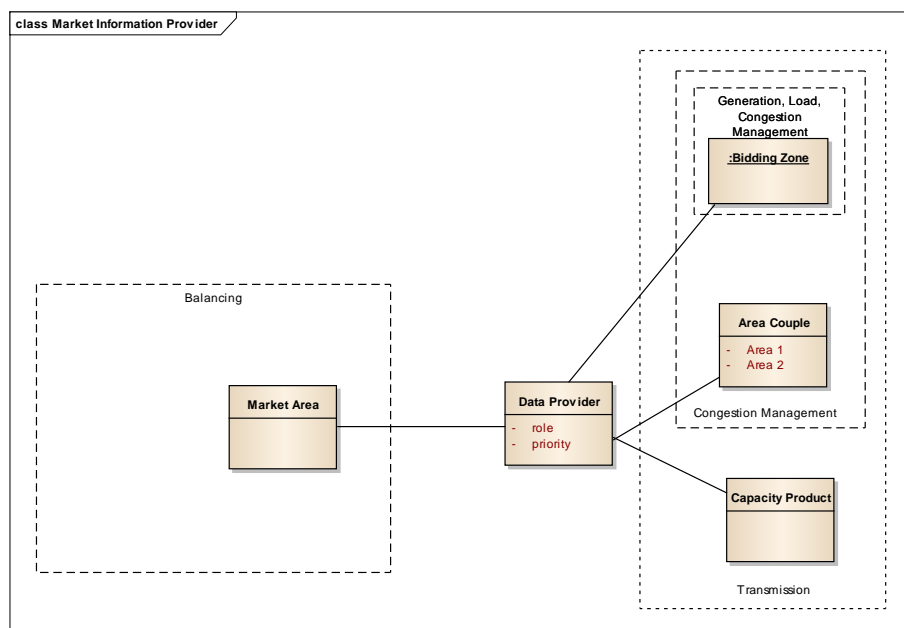 class Market Information Provider
Generation, Load,
Congestion
Management
:Bidding Zone
Balancing
Area Couple
- Area 1
- Area 2
Market Area
Data Provider
- role
- priority
Congestion Management
Capacity Product
Transmission